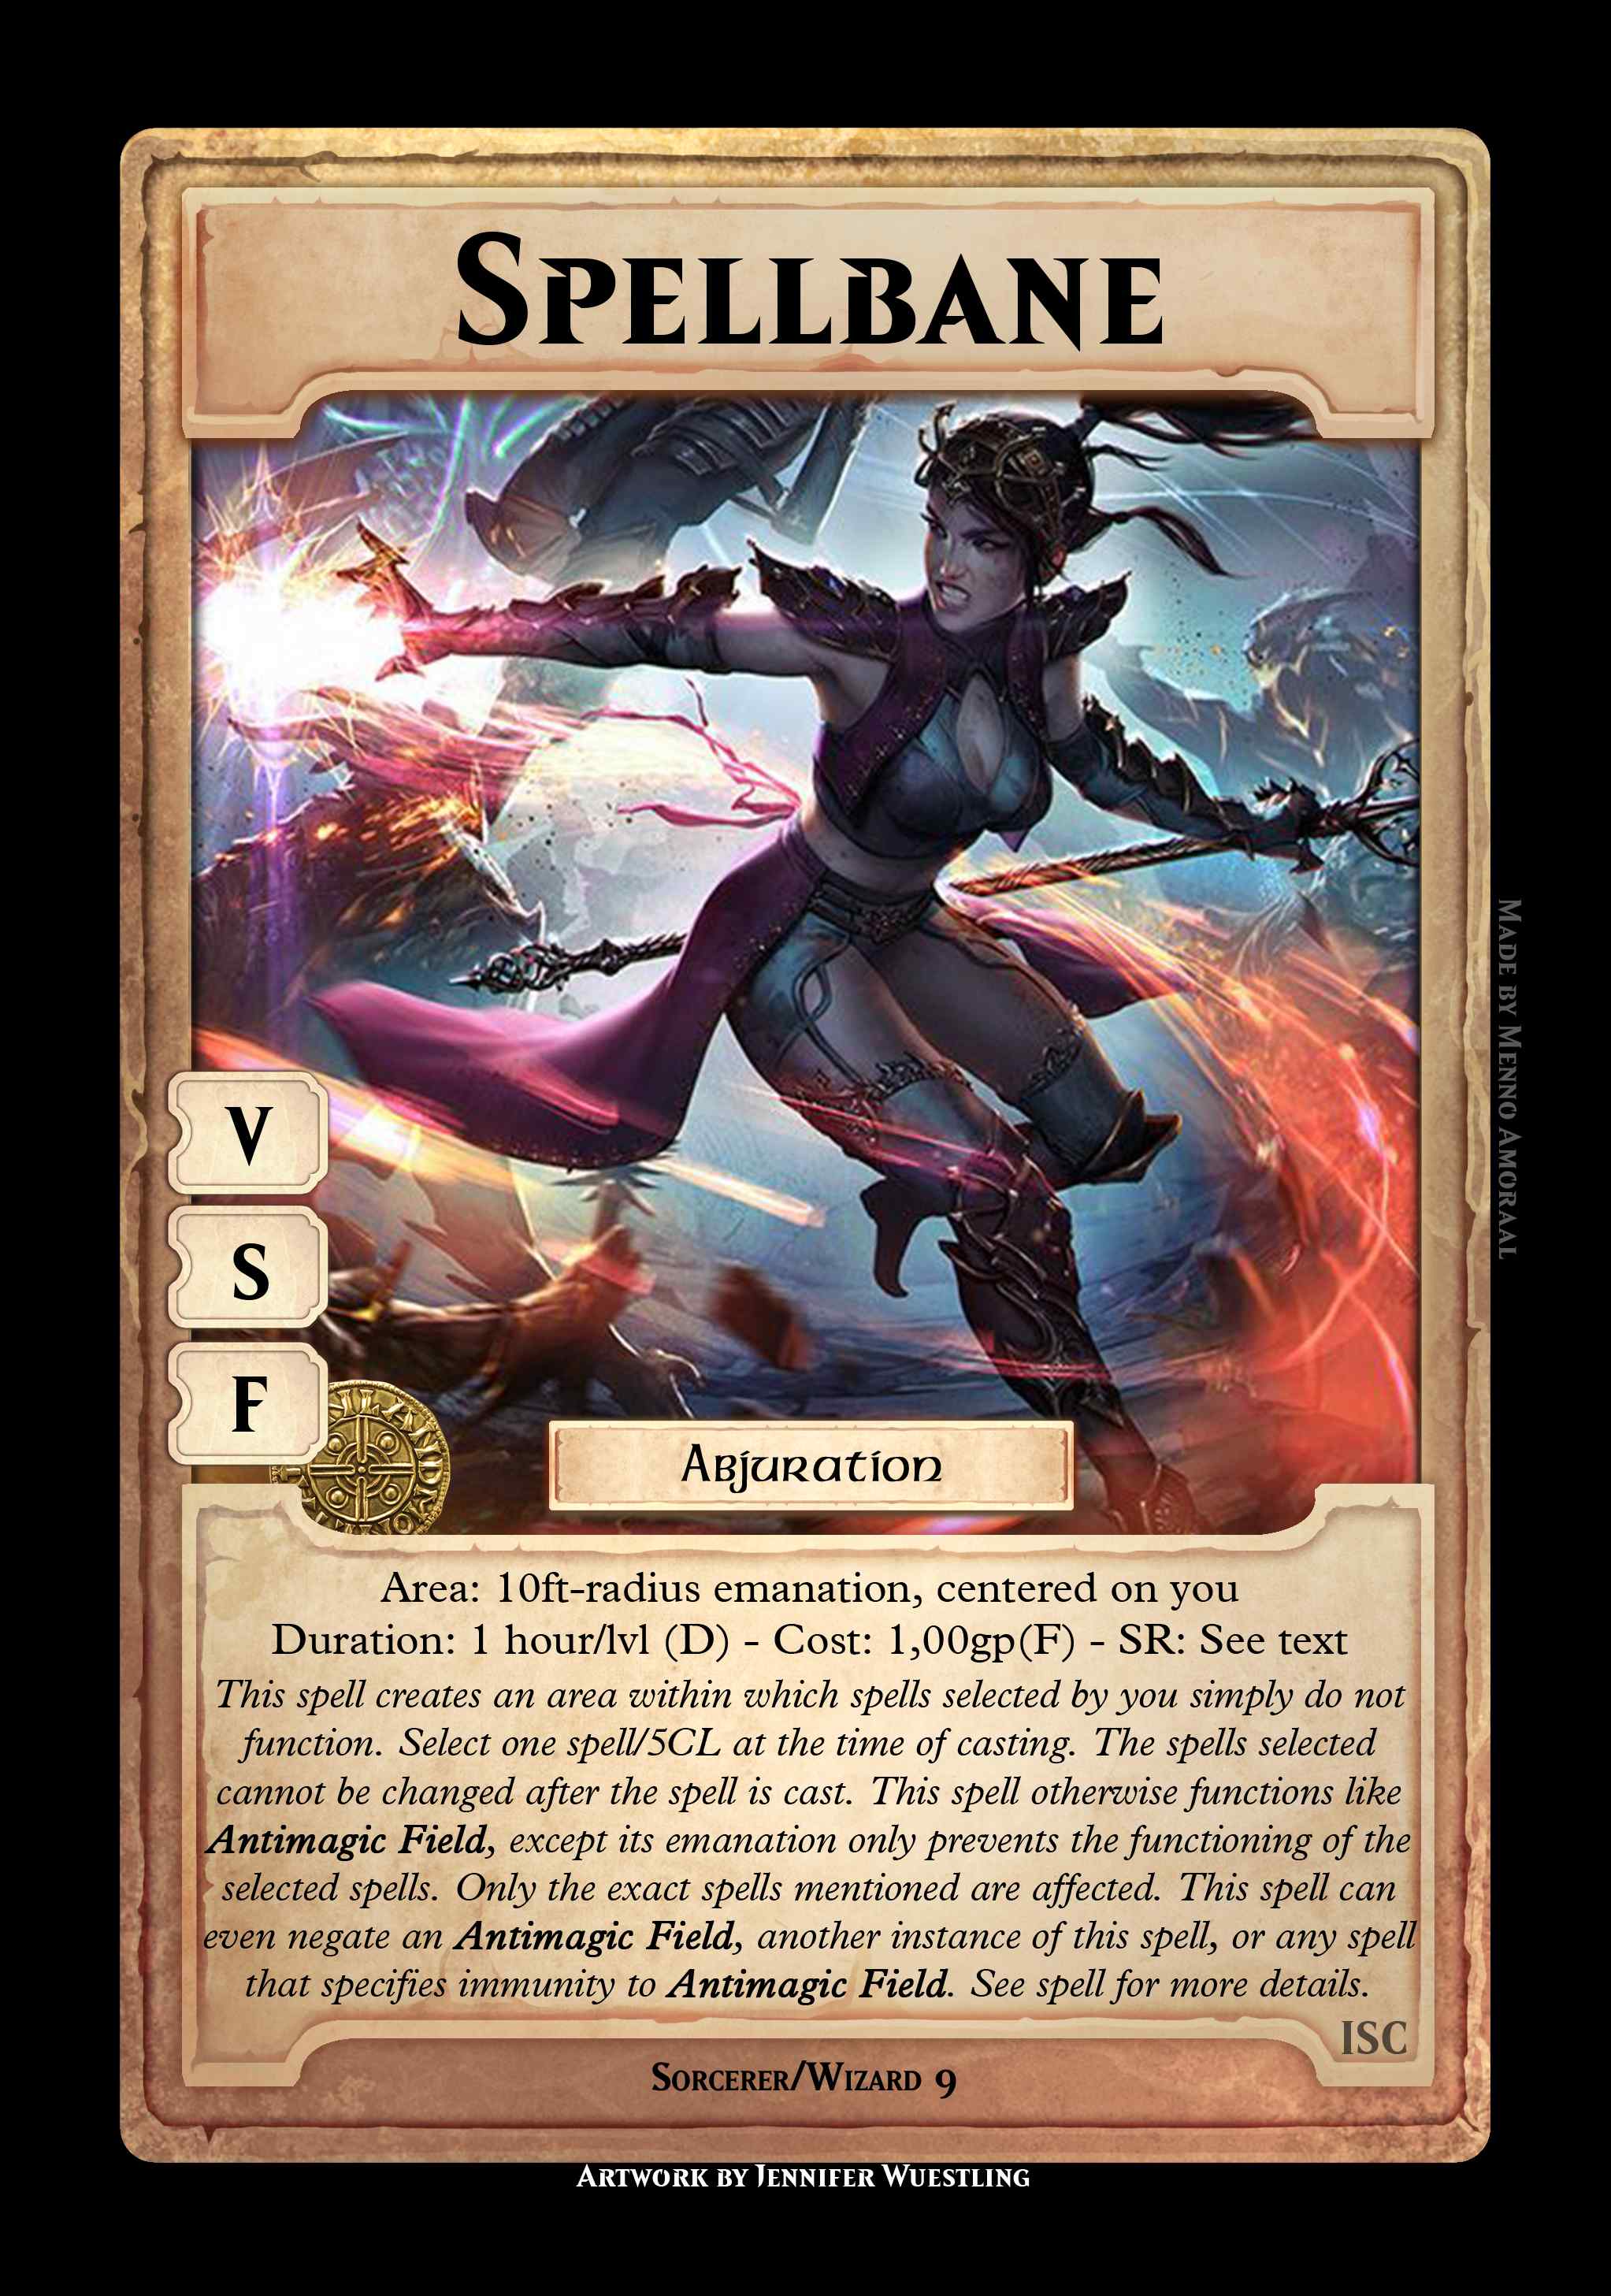 Spellbane
V
S
F
Abjuration
Area: 10ft-radius emanation, centered on you
Duration: 1 hour/lvl (D) - Cost: 1,00gp(F) - SR: See text
This spell creates an area within which spells selected by you simply do not
function. Select one spell/5CL at the time of casting. The spells selected
cannot be changed after the spell is cast. This spell otherwise functions like
Antimagic Field, except its emanation only prevents the functioning of the
selected spells. Only the exact spells mentioned are affected. This spell can
even negate an Antimagic Field, another instance of this spell, or any spell
that specifies immunity to Antimagic Field. See spell for more details.
ISC
Sorcerer/Wizard 9
Artwork by Jennifer Wuestling
Made by Menno Amoraal